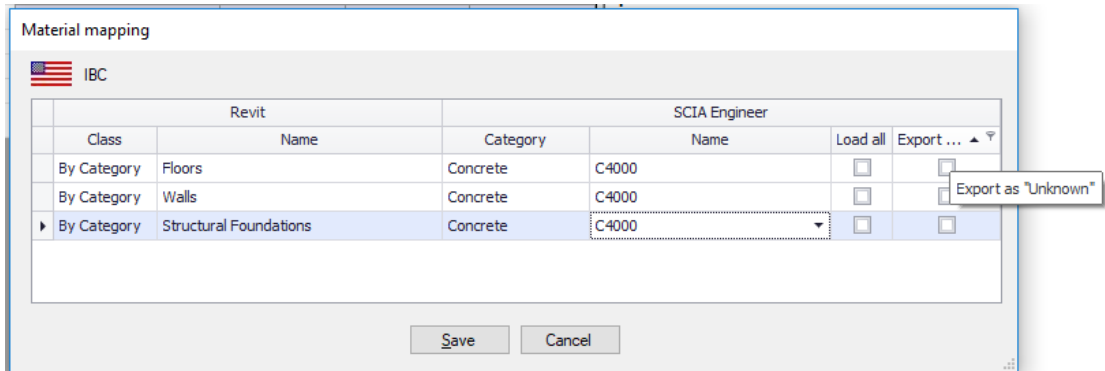 Material mapping
IBC
Revit SCIA Engineer
Class Name Category Name Load all Export ...
By Category Floors Concrete C4000
Export as "Unknown"
By Category Walls Concrete C4000
By Category Structural Foundations Concrete C4000
Save Cancel